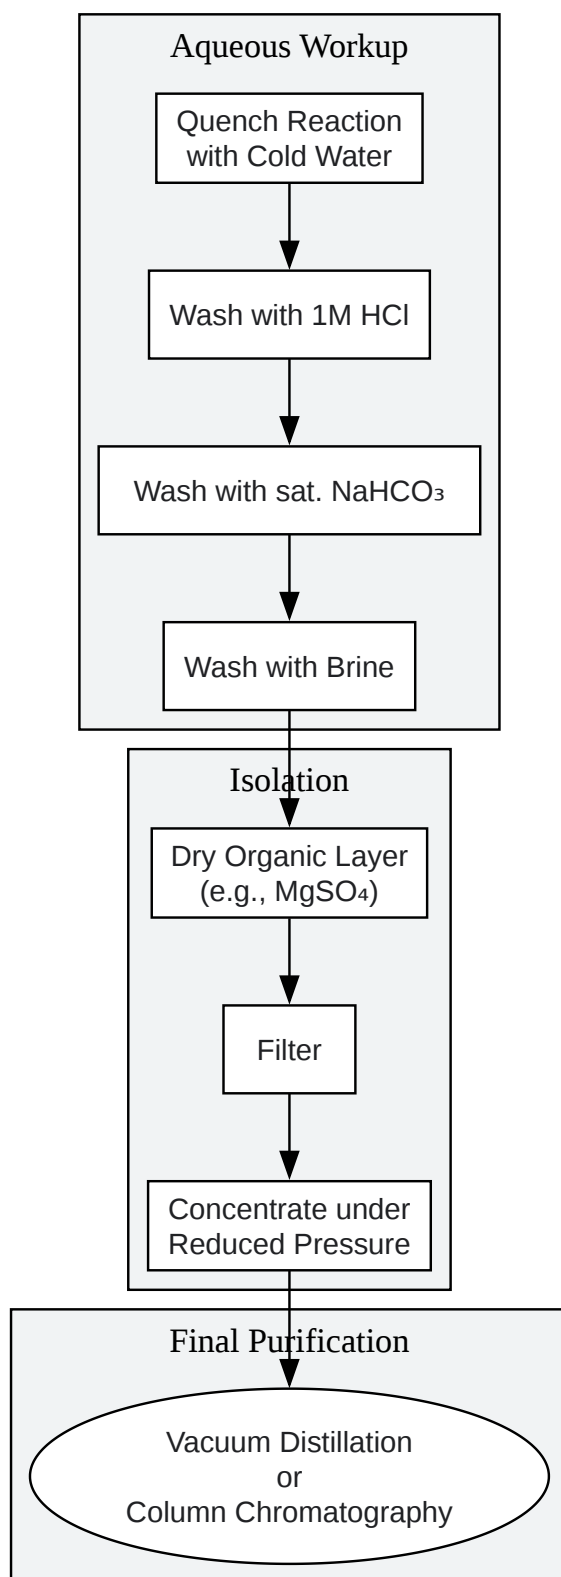 Aqueous Workup
Quench Reaction
with Cold Water
Wash with 1M HCl
Wash with sat. NaHCO₃
Wash with Brine
Isolation
Dry Organic Layer
(e.g., MgSO₄)
Filter
Concentrate under
Reduced Pressure
Final Purification
Vacuum Distillation
or
Column Chromatography